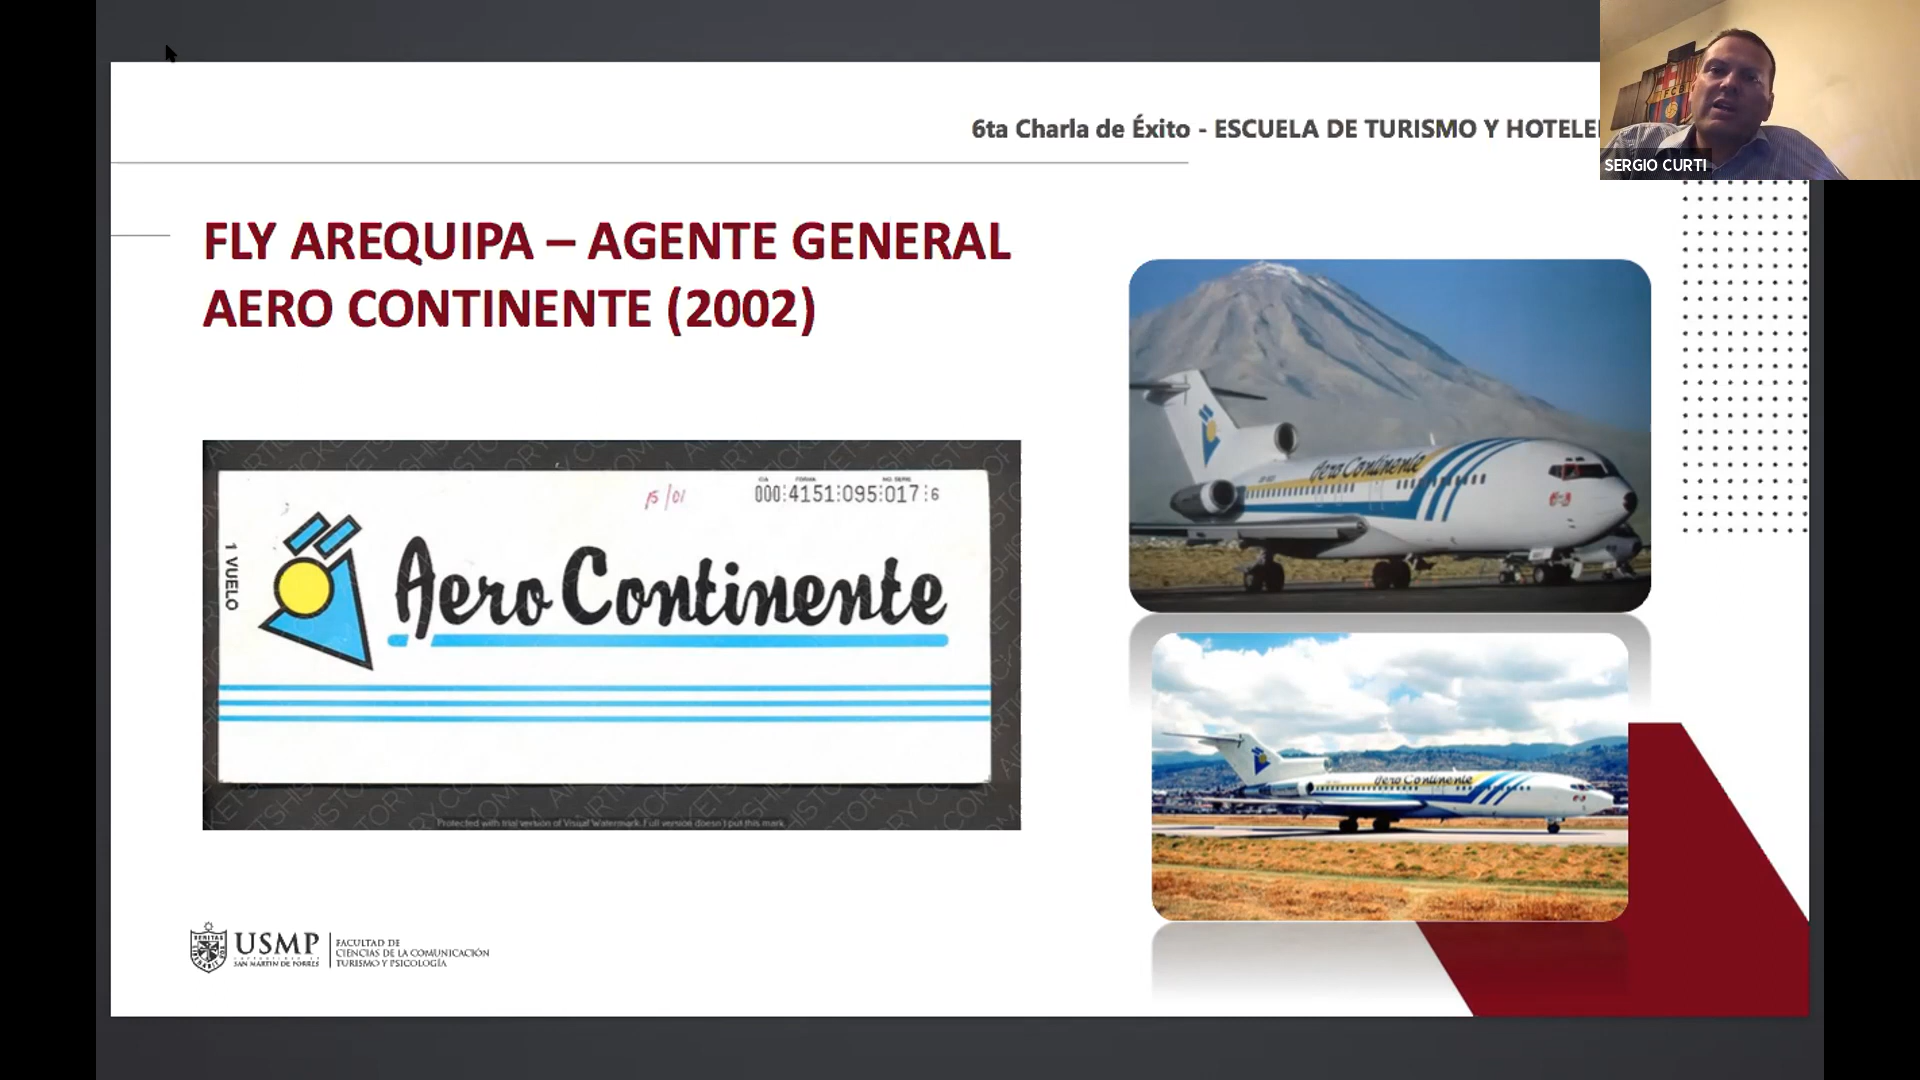 6ta Charla de Éxito - ESCUELA DE TURISMO Y
SERGIO CURTI
FLY AREQUIPA – AGENTE GENERAL
AERO CONTINENTE (2002)
15/01
CIA FORMA NO. SERIE
000:4151:095:017:6
1 VUELO
Aero Continente
Protected with trial version of Visual Watermark. Full version doesn't put this mark.
Aero Continente
Aero Continente
USMP
SAN MARTIN DE PORRES
FACULTAD DE
CIENCIAS DE LA COMUNICACIÓN
TURISMO Y PSICOLOGÍA
FCB